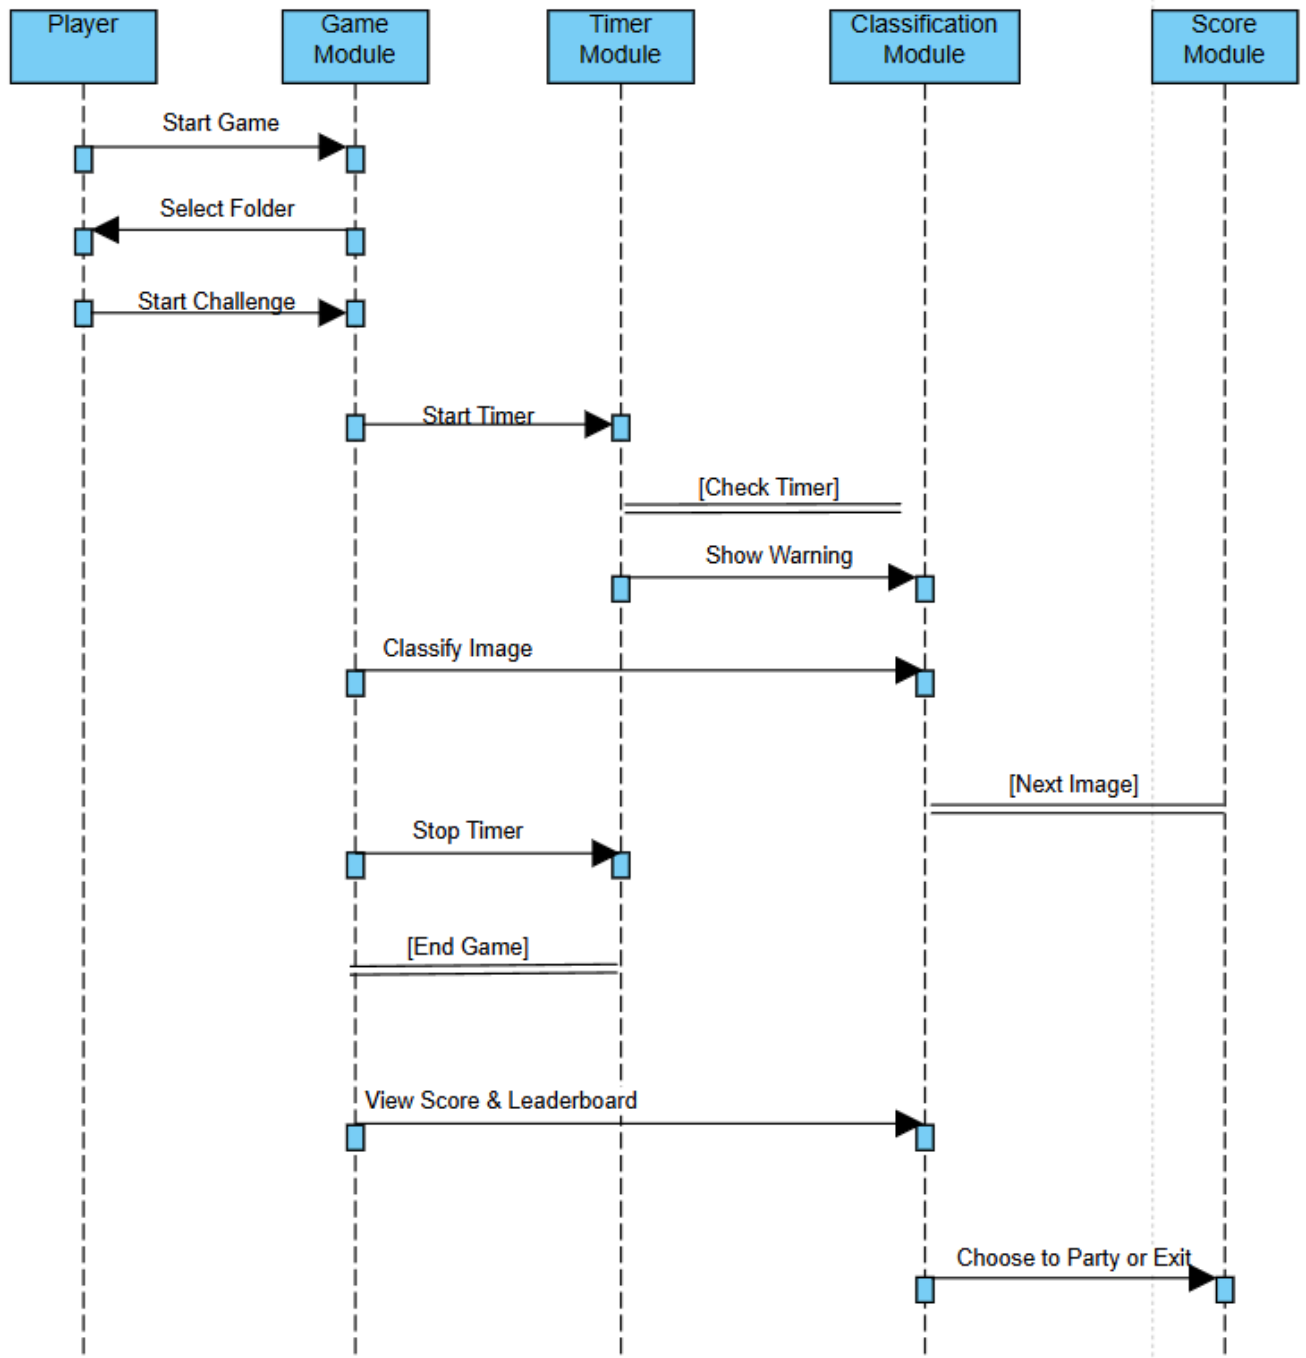 Player
Game
Module
Timer
Module
Classification
Module
Score
Module
Start Game
Select Folder
Start Challenge
Start Timer
[Check Timer]
Show Warning
Classify Image
[Next Image]
Stop Timer
[End Game]
View Score & Leaderboard
Choose to Party or Exit